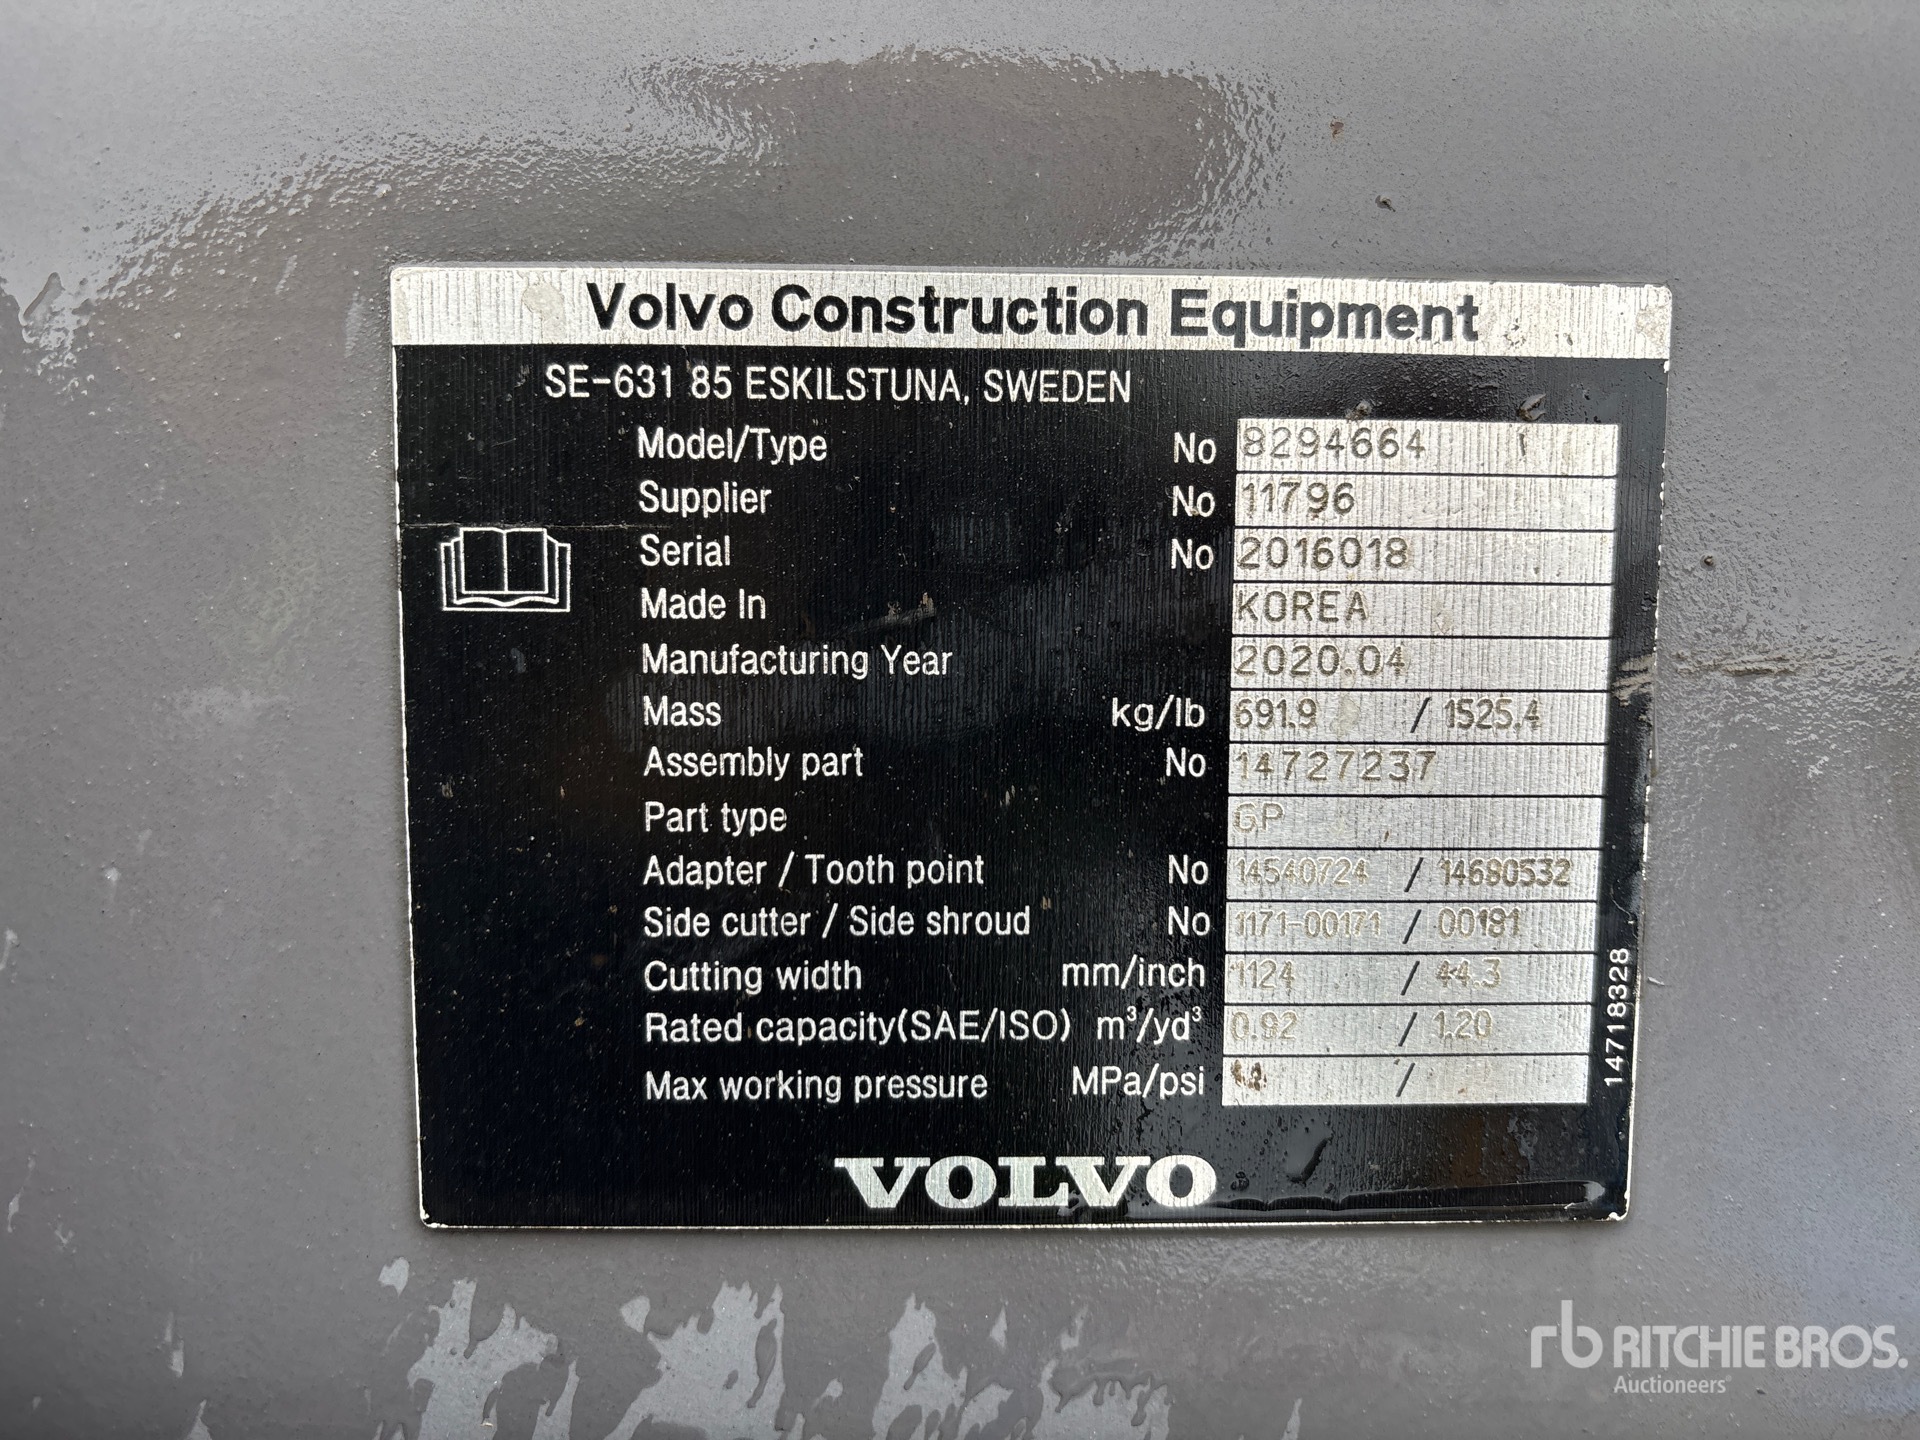 Volvo Construction Equipment
SE-631 85 ESKILSTUNA, SWEDEN
Model/Type No 8294664
Supplier No 11796
Serial No 2016018
Made In KOREA
Manufacturing Year 2020.04
Mass kg/lb 691.9 / 1525.4
Assembly part No 14727237
Part type GP
Adapter / Tooth point No 14540724 / 14680532
Side cutter / Side shroud No 1171-00171 / 00191
Cutting width mm/inch 1124 / 44.3
Rated capacity(SAE/ISO) m³/yd³ 0.92 / 1.20
Max working pressure MPa/psi /
14718328
VOLVO
rb RITCHIE BROS.
Auctioneers